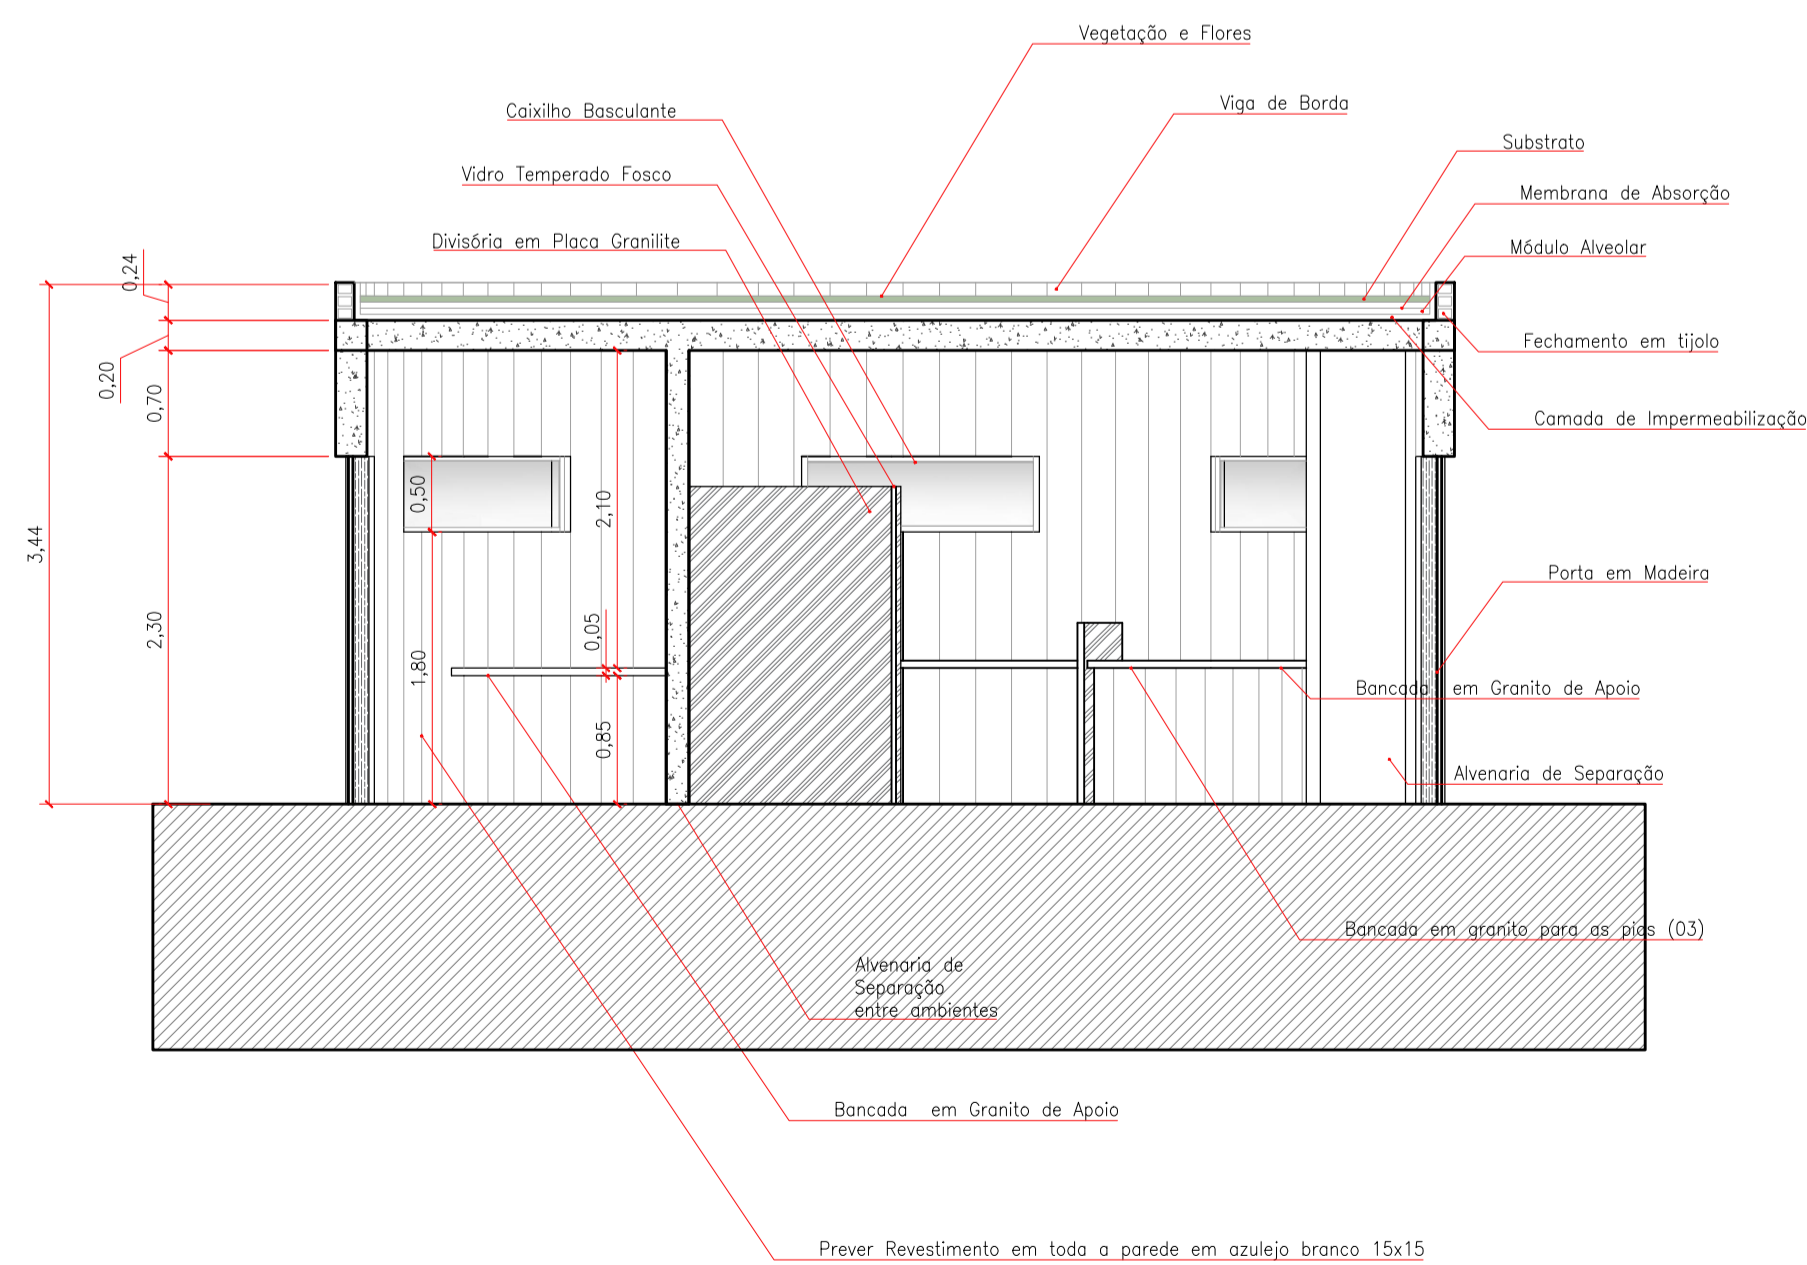 Vegetação e Flores
Viga de Borda
Caixilho Basculante
Substrato
Vidro Temperado Fosco
Membrana de Absorção
Divisória em Placa Granilite
Módulo Alveolar
0,24
Fechamento em tijolo
0,20
0,70
Camada de Impermeabilização
0,50
2,10
3,44
Porta em Madeira
2,30
0,05
1,80
Bancada em Granito de Apoio
0,85
Alvenaria de Separação
Bancada em granito para as pias (03)
Alvenaria de
Separação
entre ambientes
Bancada em Granito de Apoio
Prever Revestimento em toda a parede em azulejo branco 15x15